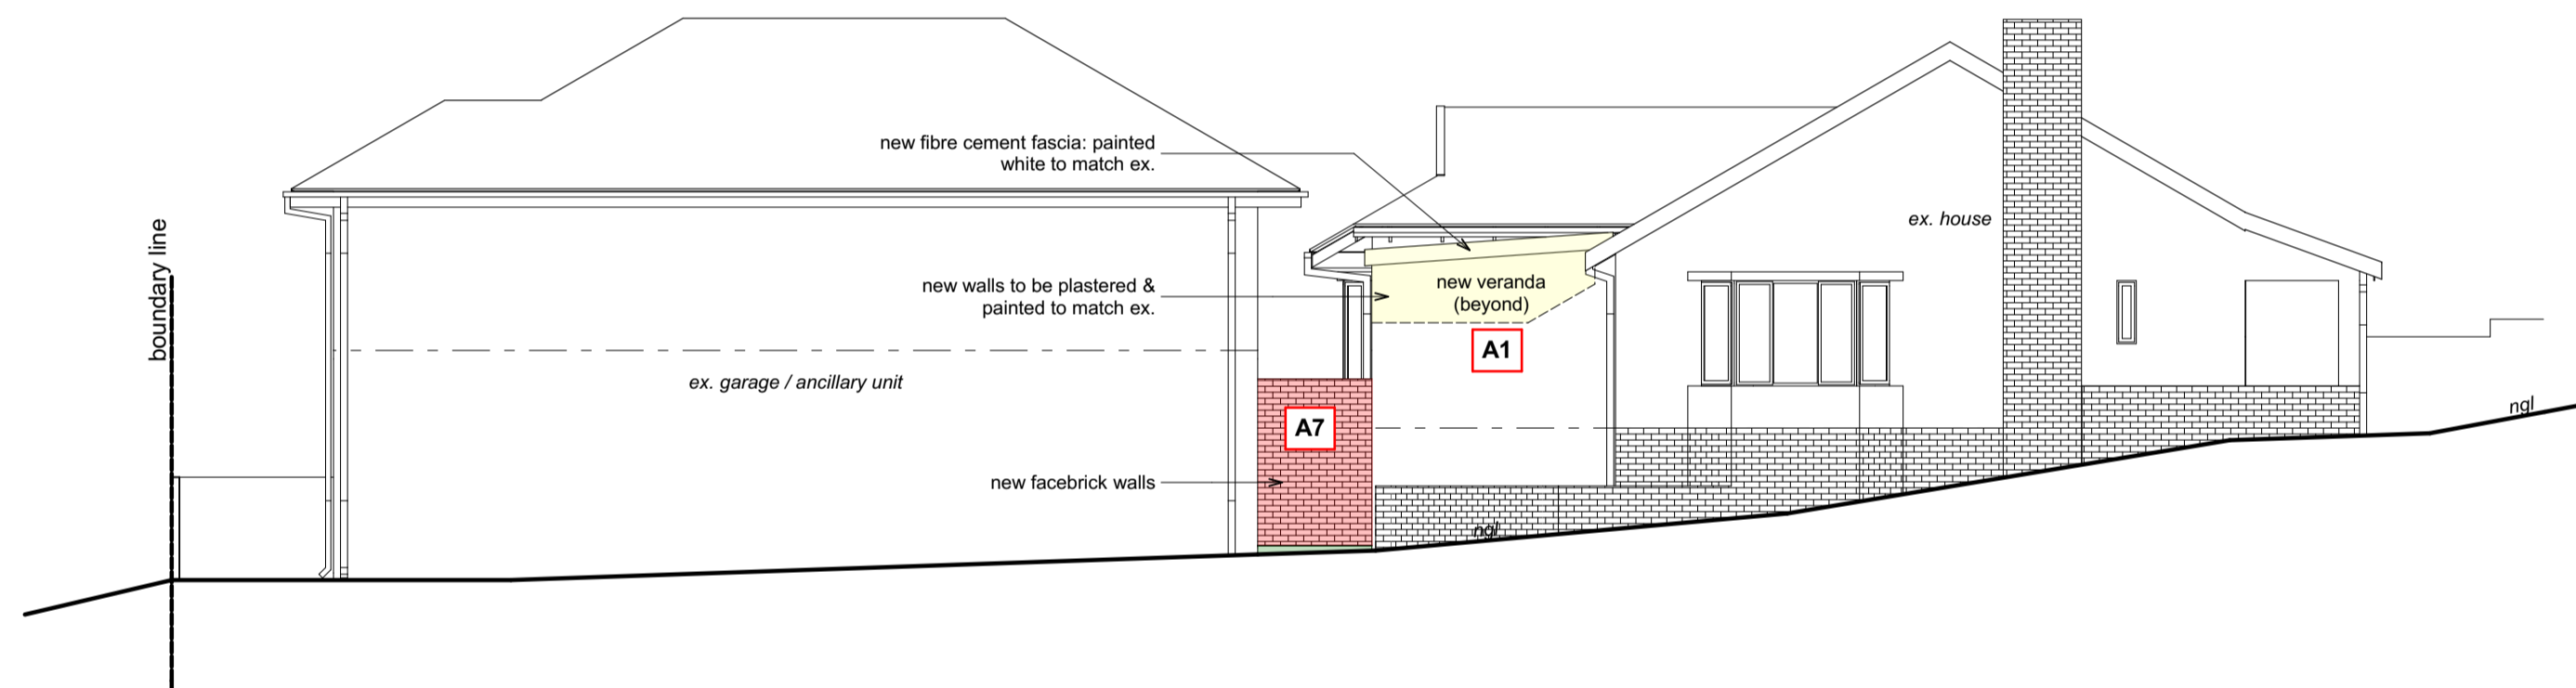 new fibre cement fascia: painted
white to match ex.
ex. house
boundary line
new walls to be plastered &
painted to match ex.
new veranda
(beyond)
A1
ex. garage / ancillary unit
A7
ngl
new facebrick walls
ngl